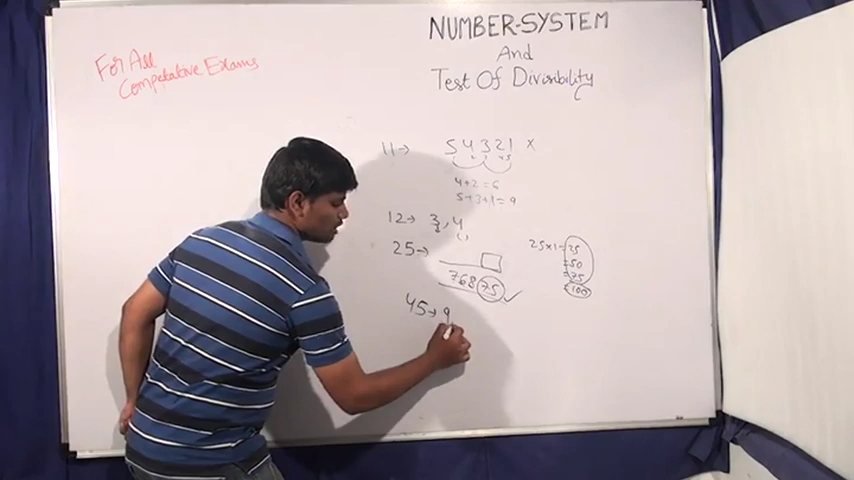 NUMBER-SYSTEM
And
Test Of Divisibility
For All
Competative Exams
11→ 54321 ×
4+2=6
5+3+1=9
12→ 3,4
25→
76875 ✓
25×1=25
=50
=75
=100
45→9